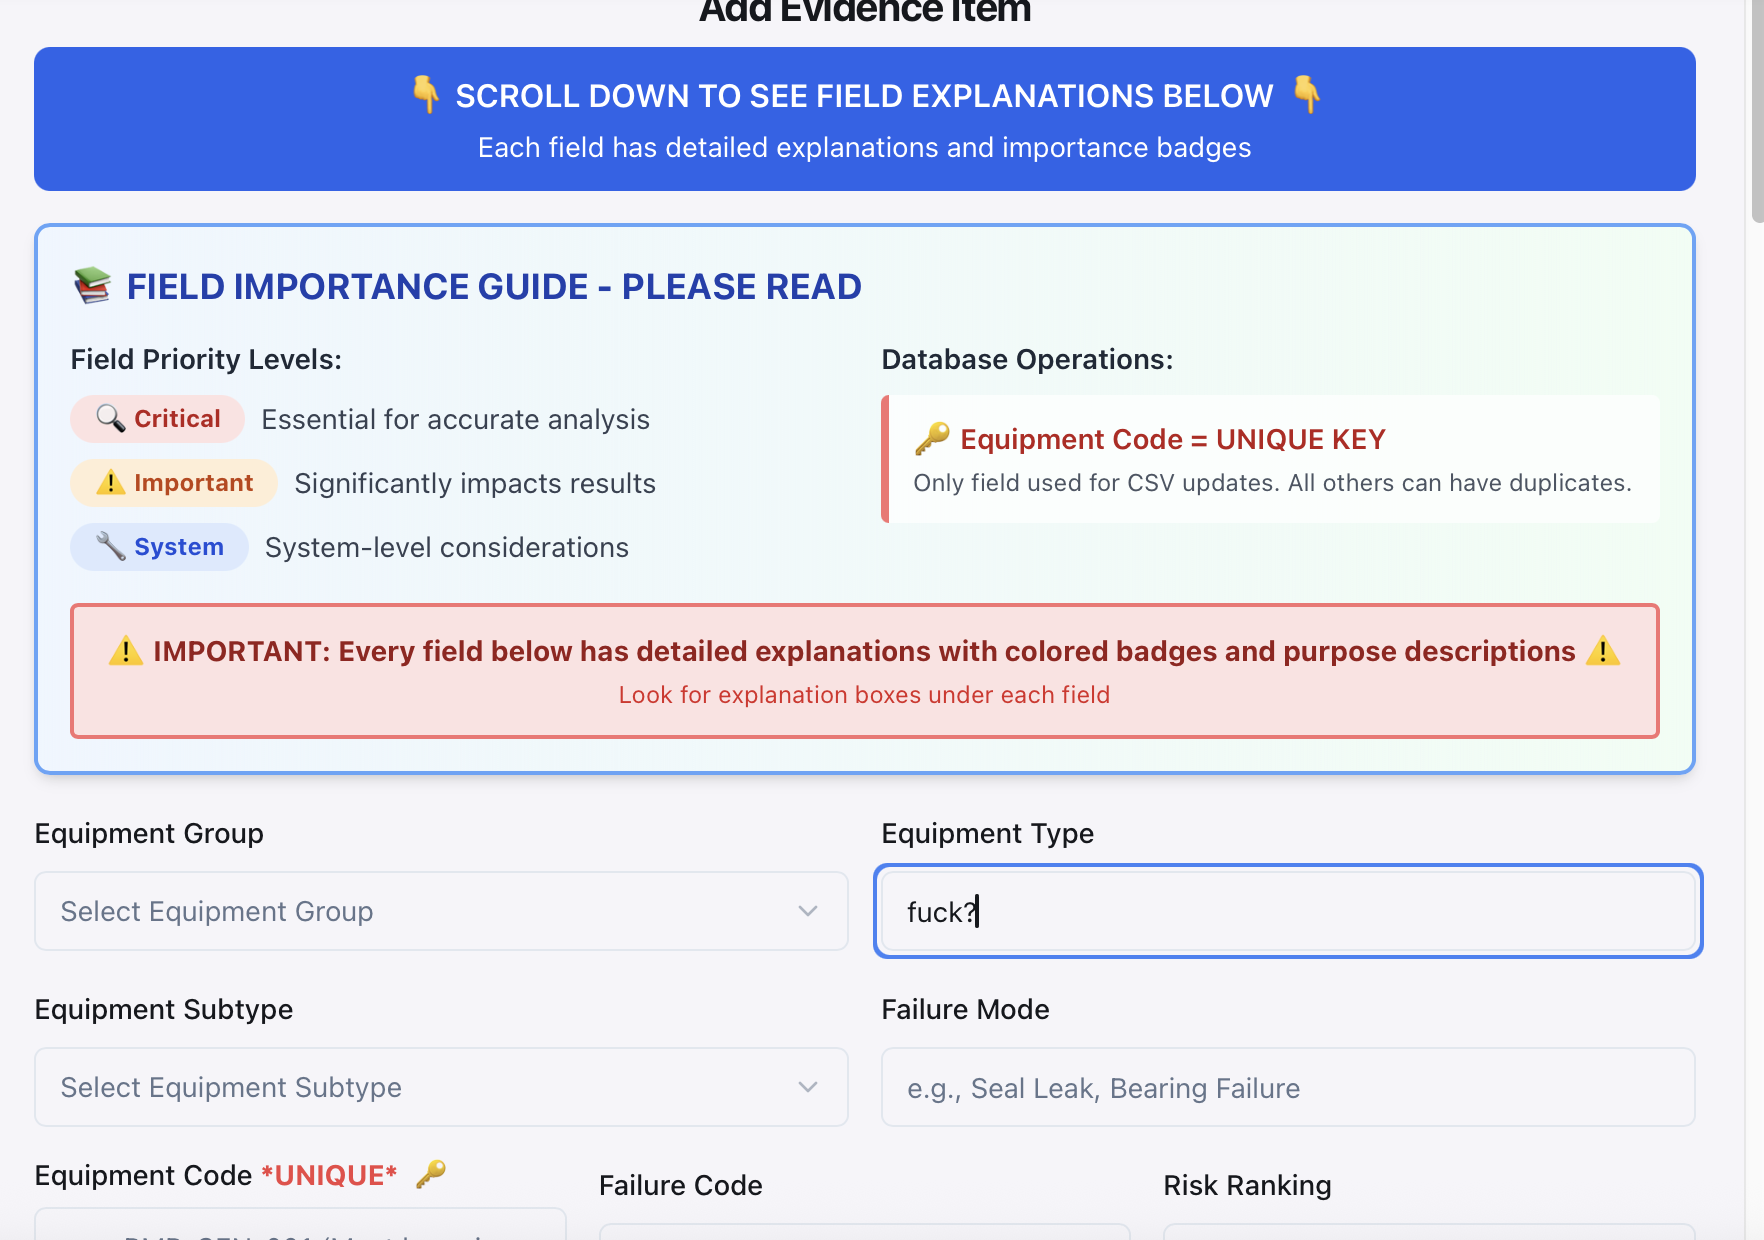 Add Evidence Item
👇 SCROLL DOWN TO SEE FIELD EXPLANATIONS BELOW 👇
Each field has detailed explanations and importance badges
📚 FIELD IMPORTANCE GUIDE - PLEASE READ
Field Priority Levels:
🔍 Critical Essential for accurate analysis
⚠️ Important Significantly impacts results
🔧 System System-level considerations
Database Operations:
🔑 Equipment Code = UNIQUE KEY
Only field used for CSV updates. All others can have duplicates.
⚠️ IMPORTANT: Every field below has detailed explanations with colored badges and purpose descriptions ⚠️
Look for explanation boxes under each field
Equipment Group
Select Equipment Group
Equipment Type
fuck?
Equipment Subtype
Select Equipment Subtype
Failure Mode
e.g., Seal Leak, Bearing Failure
Equipment Code *UNIQUE* 🔑
Failure Code
Risk Ranking